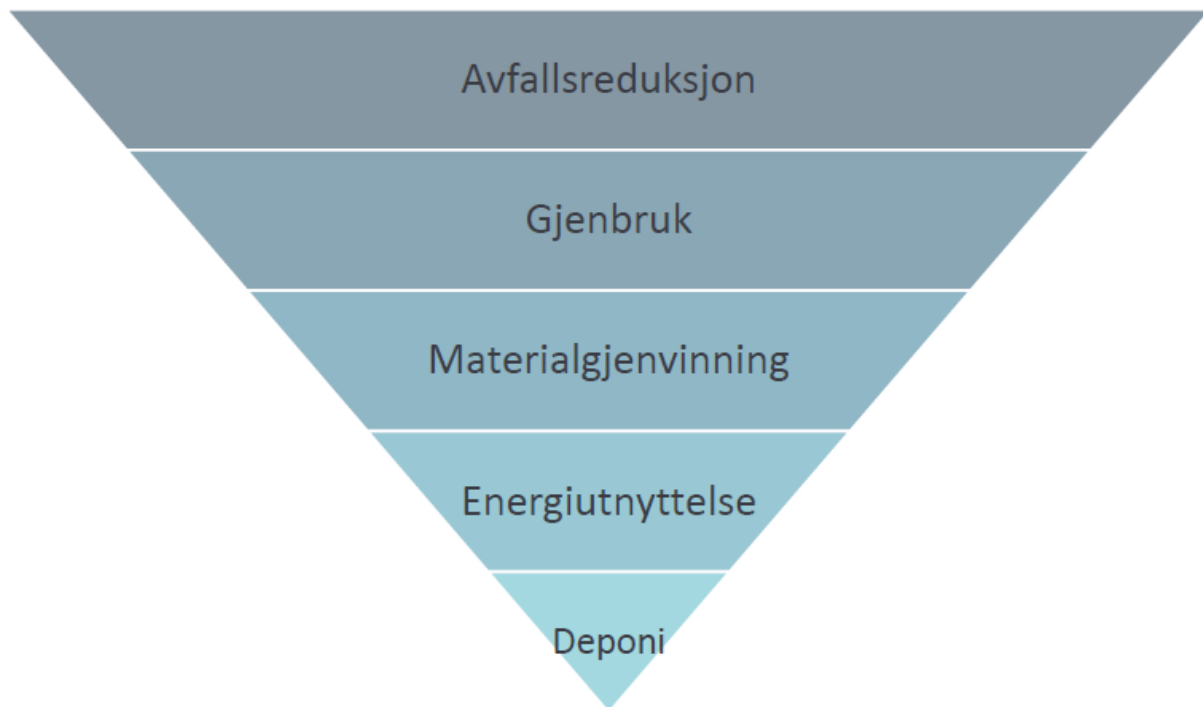 Avfallsreduksjon
Gjenbruk
Materialgjenvinning
Energiutnyttelse
Deponi